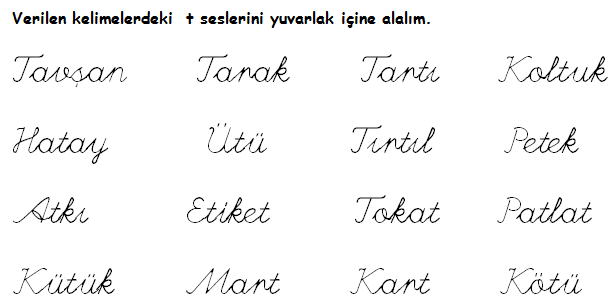 Verilen kelimelerdeki t seslerini yuvarlak içine alalım.
Tavşan Tarak Tartı Koltuk
Hatay Ütü Tırtıl Petek
Atkı Etiket Tokat Patlat
Kütük Mart Kart Kötü